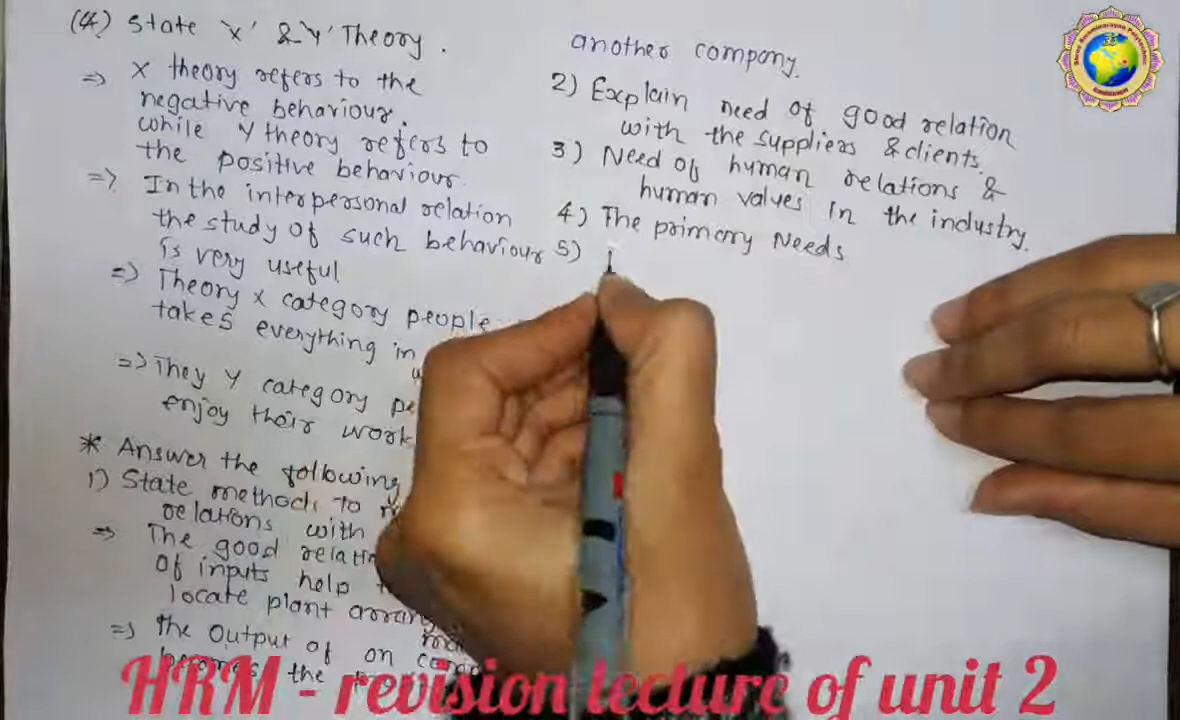 (4) State 'X' & 'Y' Theory.
=> X theory refers to the
negative behaviour.
while Y theory refers to
the positive behaviour.
=> In the interpersonal relation
the study of such behaviour
is very useful.
=> Theory X category people
takes everything in
=> They Y category
enjoy their work
* Answer the following
1) State methods to
relations with
=> The good
of inputs help
locate plant
=> The output of on
becomes the
another company.
2) Explain need of good relation
with the suppliers & clients.
3) Need of human relations &
human values in the industry.
4) The primary Needs
5)
HRM - revision lecture of unit 2